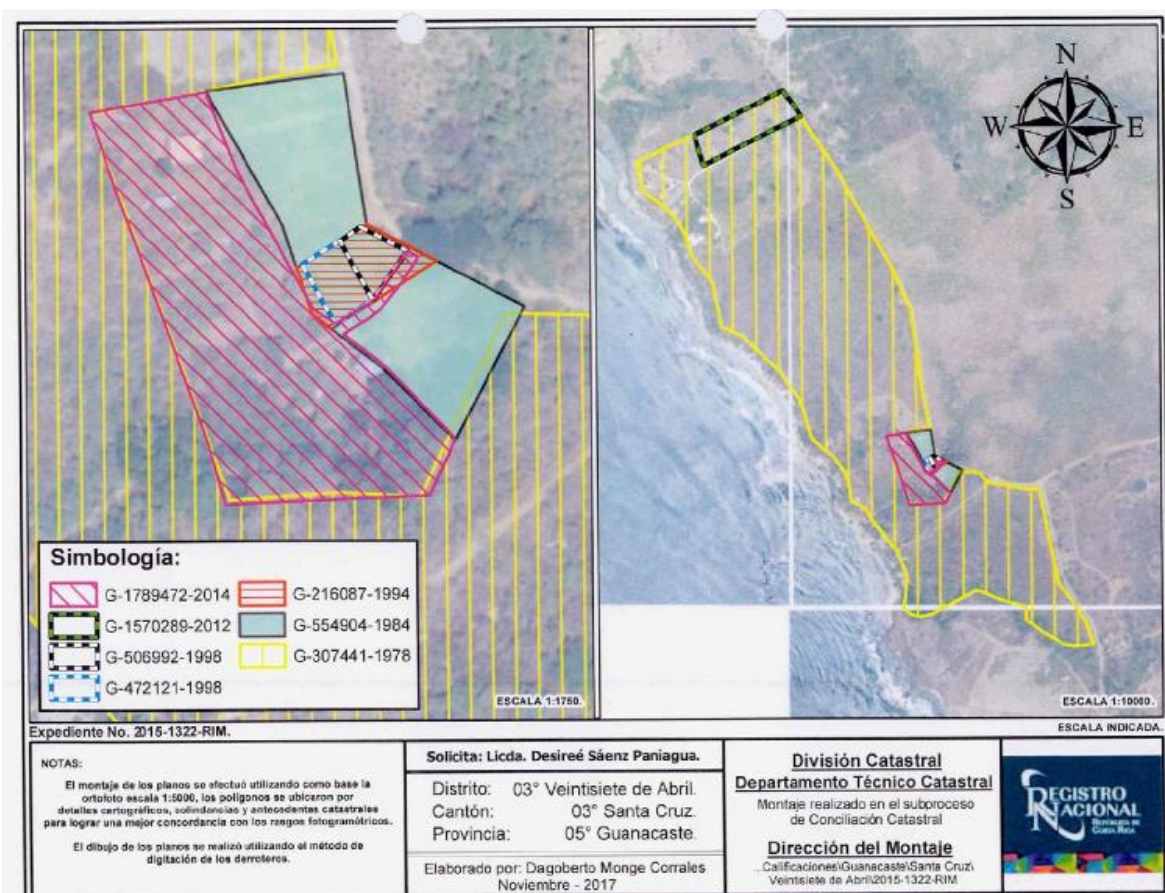 N
W
E
S
Simbología:
G-1789472-2014
G-216087-1994
G-1570289-2012
G-554904-1984
G-506992-1998
G-307441-1978
G-472121-1998
ESCALA 1:1750.
ESCALA 1:10000.
Expediente No. 2015-1322-RIM.
ESCALA INDICADA.
NOTAS:
El montaje de los planos se efectuó utilizando como base la
ortofoto escala 1:5000, los polígonos se ubicaron por
detalles cartográficos, colindancias y antecedentes catastrales
para lograr una mejor concordancia con los rasgos fotogramétricos.
El dibujo de los planos se realizó utilizando el método de
digitación de los derroteros.
Solicita: Licda. Desireé Sáenz Paniagua.
Distrito: 03° Veintisiete de Abril.
Cantón: 03° Santa Cruz.
Provincia: 05° Guanacaste.
Elaborado por: Dagoberto Monge Corrales
Noviembre - 2017
División Catastral
Departamento Técnico Catastral
Montaje realizado en el subproceso
de Conciliación Catastral
Dirección del Montaje
...Calificaciones\Guanacaste\Santa Cruz\
Veintisiete de Abril\2015-1322-RIM
REGISTRO
NACIONAL
REPÚBLICA DE
COSTA RICA